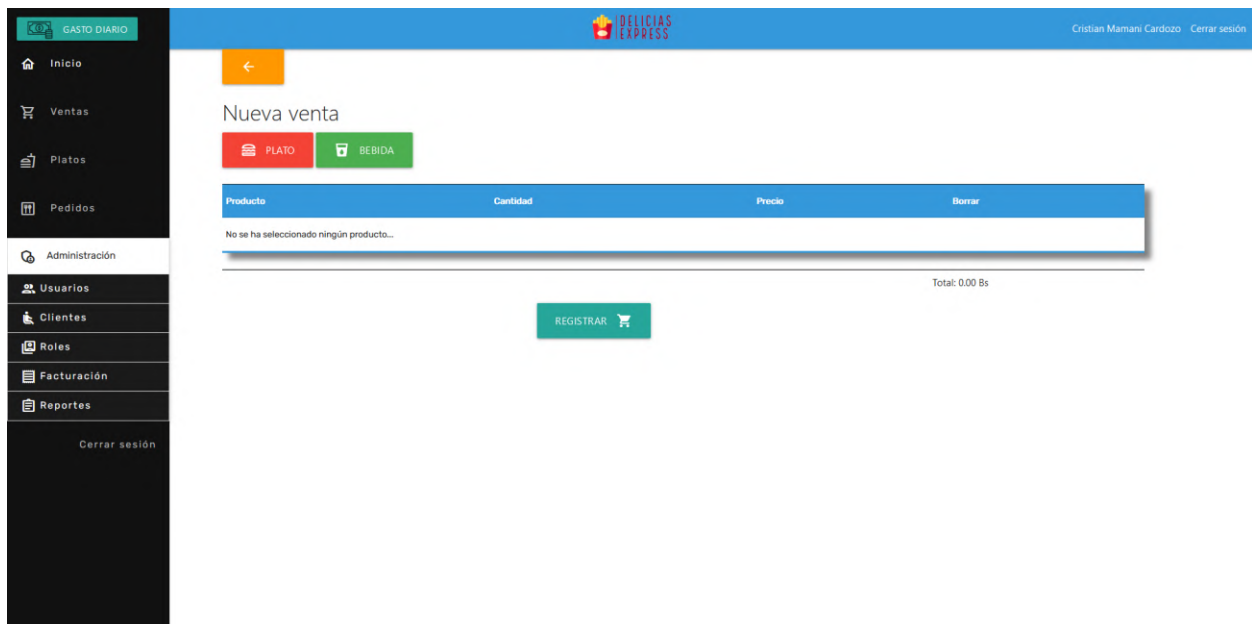 GASTO DIARIO
DELICIAS
EXPRESS
Cristian Mamani Cardozo Cerrar sesión
Inicio
Ventas
Platos
Pedidos
Administración
Usuarios
Clientes
Roles
Facturación
Reportes
Cerrar sesión
Nueva venta
PLATO BEBIDA
Producto Cantidad Precio Borrar
No se ha seleccionado ningún producto...
Total: 0.00 Bs
REGISTRAR